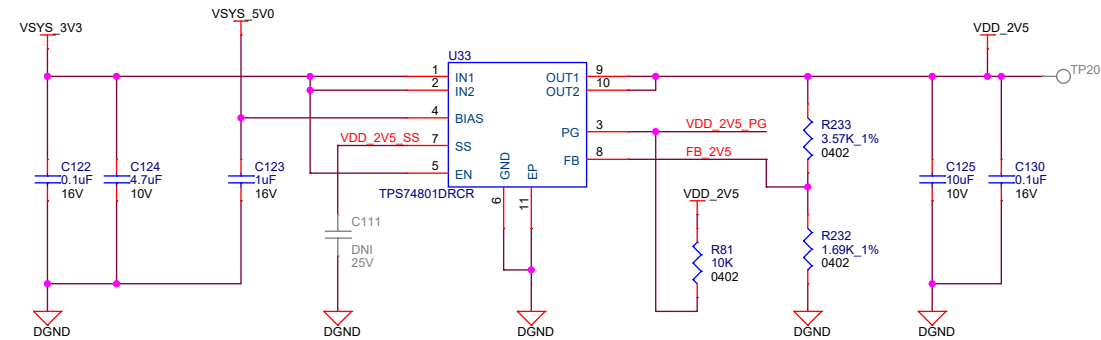 VSYS_3V3
VSYS_5V0
VDD_2V5
TP20
U33
1
IN1
2
IN2
4
BIAS
7
SS
5
EN
GND
6
EP
11
OUT1
9
OUT2
10
PG
3
FB
8
TPS74801DRCR
VDD_2V5_SS
VDD_2V5_PG
FB_2V5
VDD_2V5
C122
0.1uF
16V
C124
4.7uF
10V
C123
1uF
16V
C111
DNI
25V
R81
10K
0402
R233
3.57K_1%
0402
R232
1.69K_1%
0402
C125
10uF
10V
C130
0.1uF
16V
DGND
DGND
DGND
DGND
DGND